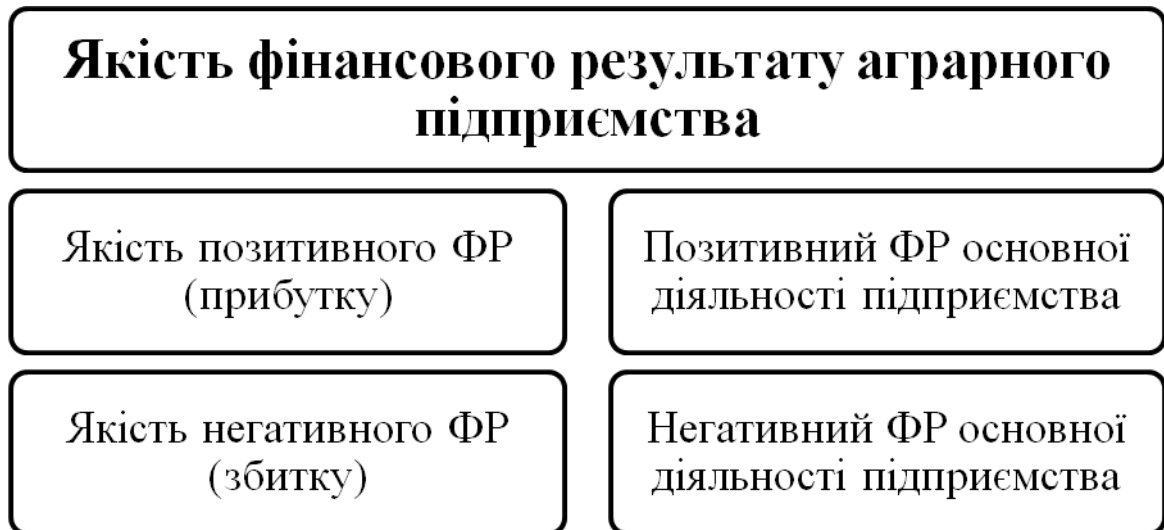 Якість фінансового результату аграрного
підприємства
Якість позитивного ФР
(прибутку)
Позитивний ФР основної
діяльності підприємства
Якість негативного ФР
(збитку)
Негативний ФР основної
діяльності підприємства